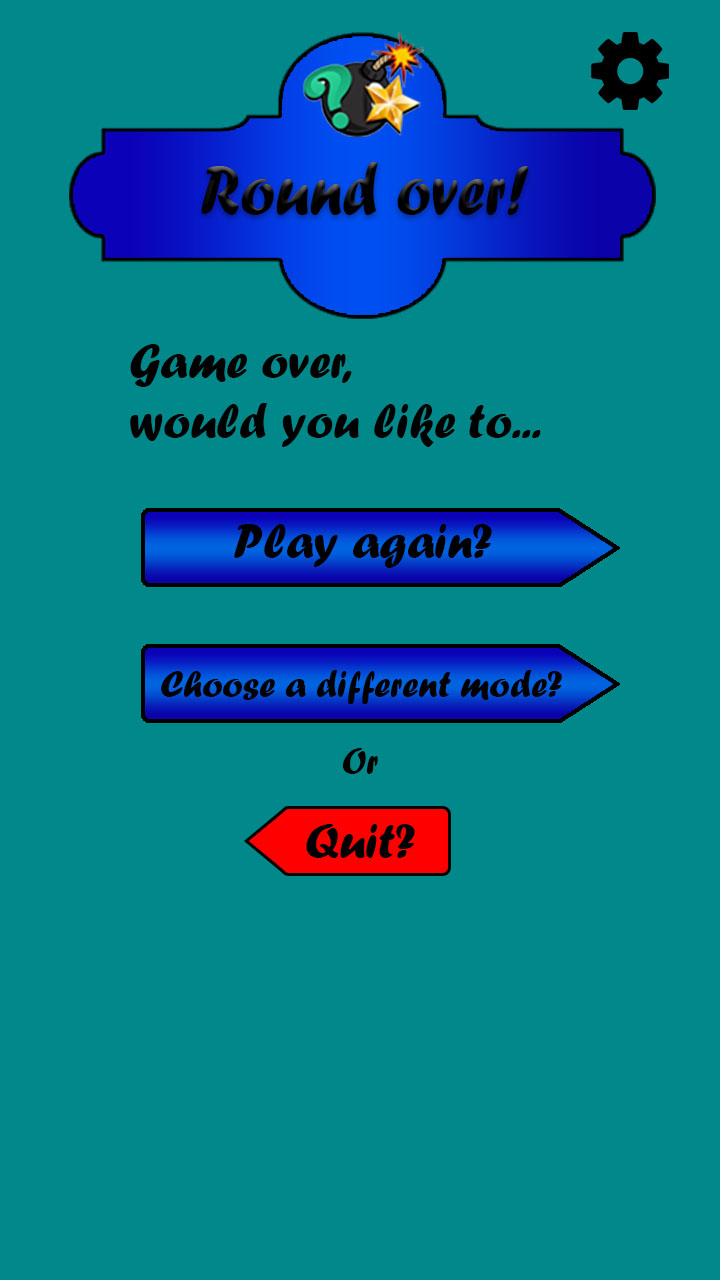 Round over!
Game over,
would you like to...
Play again?
Choose a different mode?
Or
Quit?